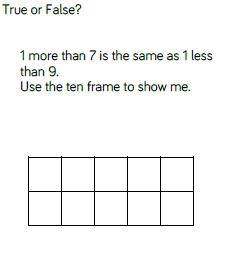 True or False?
1 more than 7 is the same as 1 less
than 9.
Use the ten frame to show me.